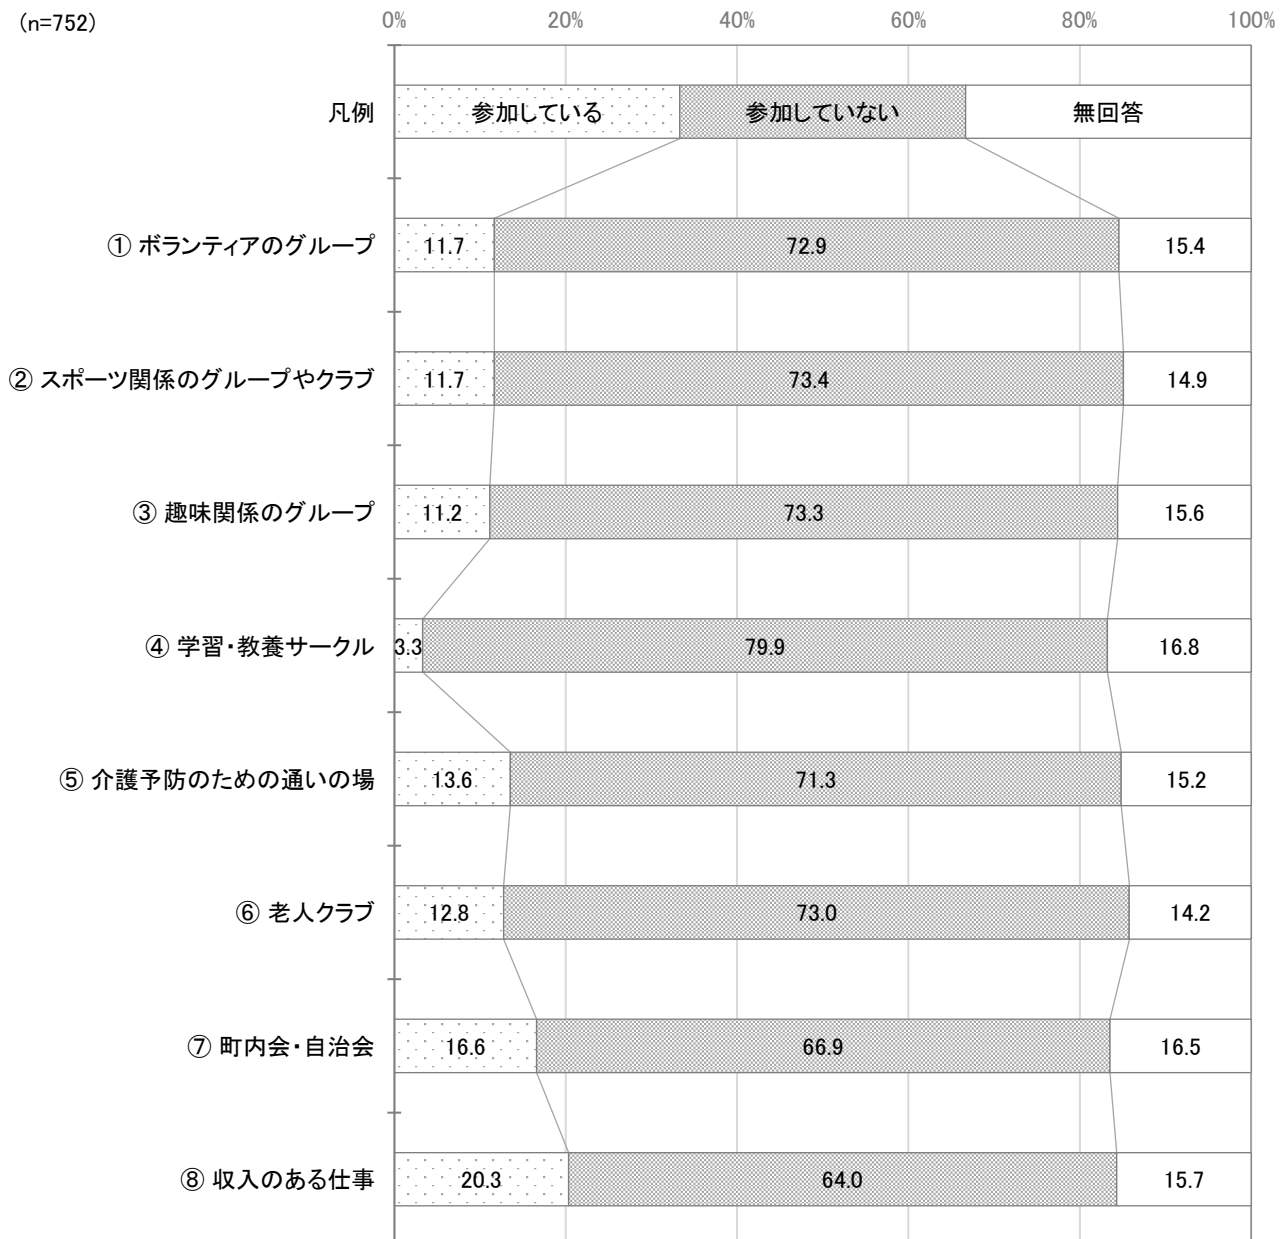 (n=752)
0% 20% 40% 60% 80% 100%
凡例 参加している 参加していない 無回答
① ボランティアのグループ 11.7 72.9 15.4
② スポーツ関係のグループやクラブ 11.7 73.4 14.9
③ 趣味関係のグループ 11.2 73.3 15.6
④ 学習・教養サークル 3.3 79.9 16.8
⑤ 介護予防のための通いの場 13.6 71.3 15.2
⑥ 老人クラブ 12.8 73.0 14.2
⑦ 町内会・自治会 16.6 66.9 16.5
⑧ 収入のある仕事 20.3 64.0 15.7